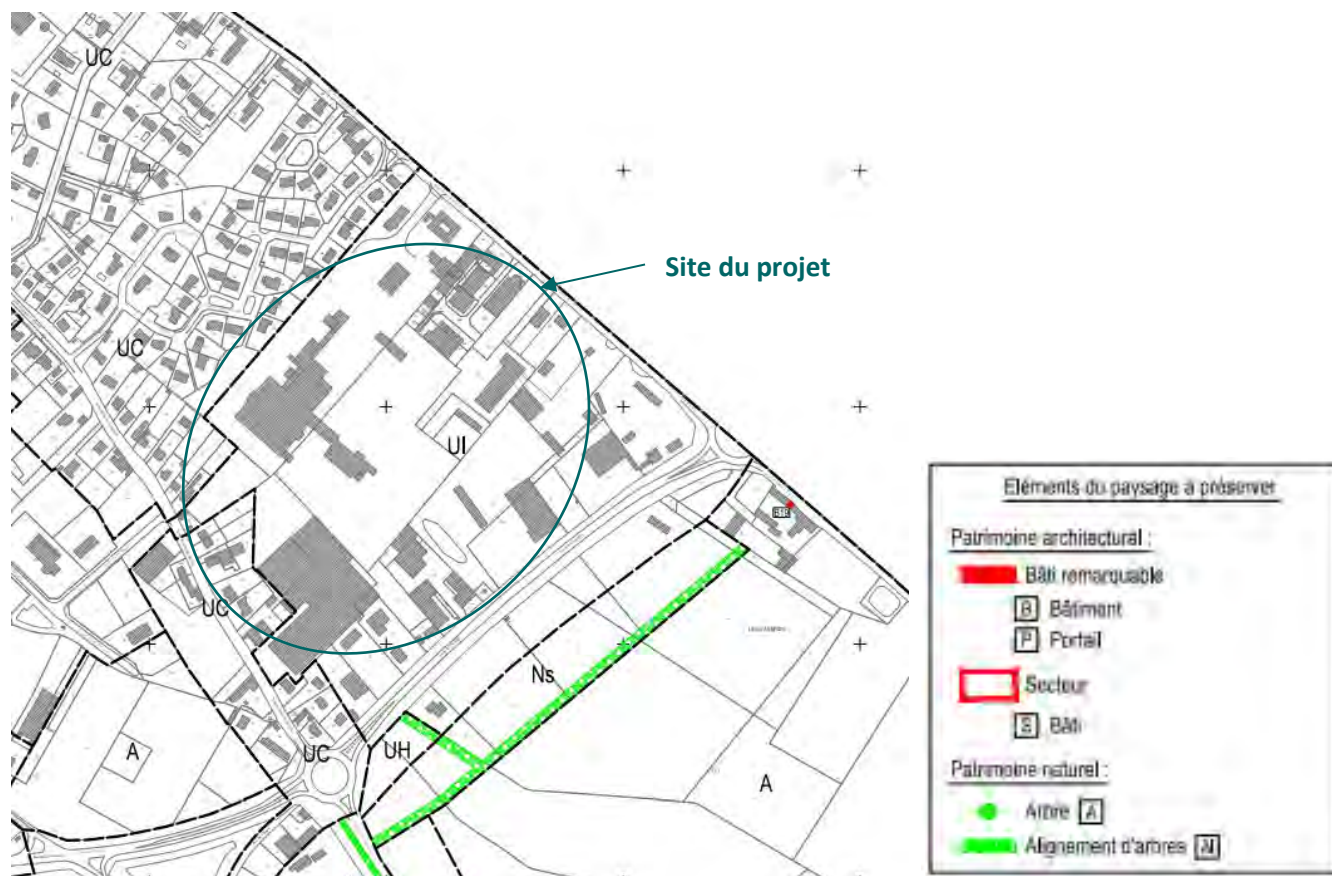 UC
Site du projet
UC
UI
UC
Ns
UC
UH
A
A
Eléments du paysage à préserver
Patrimoine architectural :
Bâti remarquable
B Bâtiment
P Portail
Secteur
S Bâti
Patrimoine naturel :
Arbre A
Alignement d'arbres Al